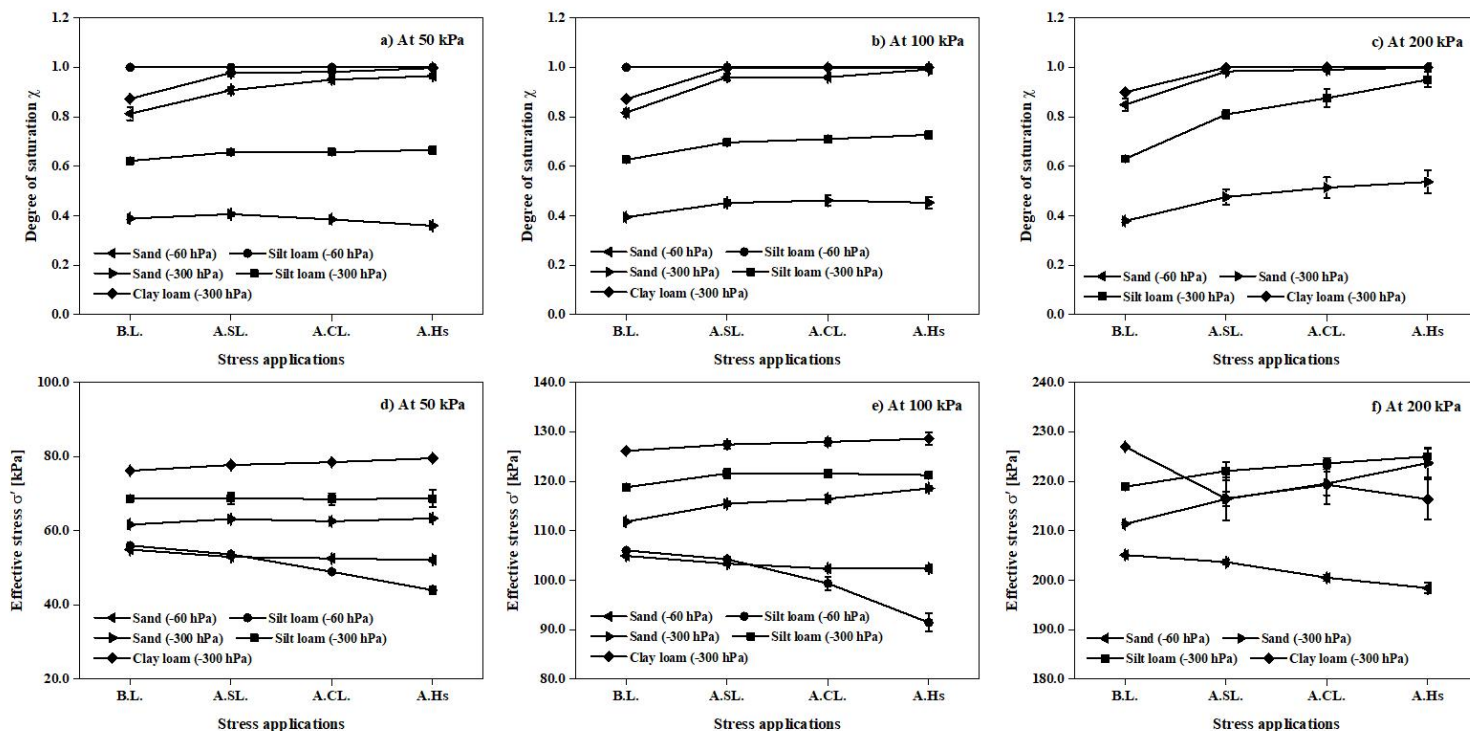 a) At 50 kPa
Degree of saturation χ
1.2
1.0
0.8
0.6
0.4
0.2
0.0
Sand (-60 hPa) Silt loam (-60 hPa)
Sand (-300 hPa) Silt loam (-300 hPa)
Clay loam (-300 hPa)
B.L. A.SL. A.CL. A.Hs
Stress applications
b) At 100 kPa
Degree of saturation χ
1.2
1.0
0.8
0.6
0.4
0.2
0.0
Sand (-60 hPa) Silt loam (-60 hPa)
Sand (-300 hPa) Silt loam (-300 hPa)
Clay loam (-300 hPa)
B.L. A.SL. A.CL. A.Hs
Stress applications
c) At 200 kPa
Degree of saturation χ
1.2
1.0
0.8
0.6
0.4
0.2
0.0
Sand (-60 hPa) Sand (-300 hPa)
Silt loam (-300 hPa) Clay loam (-300 hPa)
B.L. A.SL. A.CL. A.Hs
Stress applications
d) At 50 kPa
Effective stress σ′ [kPa]
100.0
80.0
60.0
40.0
20.0
Sand (-60 hPa) Silt loam (-60 hPa)
Sand (-300 hPa) Silt loam (-300 hPa)
Clay loam (-300 hPa)
B.L. A.SL. A.CL. A.Hs
Stress applications
e) At 100 kPa
Effective stress σ′ [kPa]
140.0
130.0
120.0
110.0
100.0
90.0
80.0
Sand (-60 hPa) Silt loam (-60 hPa)
Sand (-300 hPa) Silt loam (-300 hPa)
Clay loam (-300 hPa)
B.L. A.SL. A.CL. A.Hs
Stress applications
f) At 200 kPa
Effective stress σ′ [kPa]
240.0
230.0
220.0
210.0
200.0
190.0
180.0
Sand (-60 hPa) Sand (-300 hPa)
Silt loam (-300 hPa) Clay loam (-300 hPa)
B.L. A.SL. A.CL. A.Hs
Stress applications